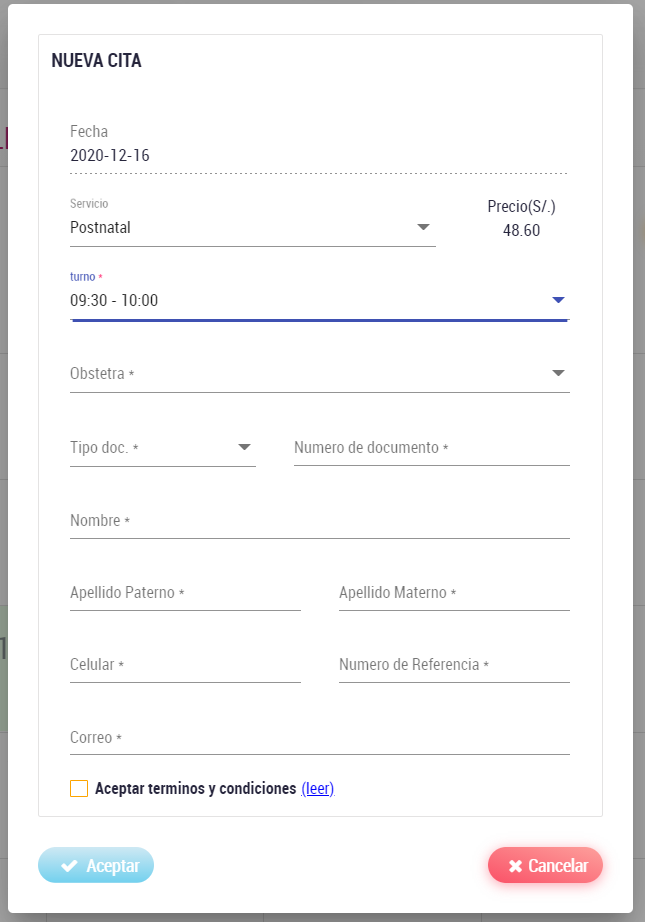 NUEVA CITA
Fecha
2020-12-16
Servicio
Postnatal
Precio(S/.)
48.60
turno *
09:30 - 10:00
Obstetra *
Tipo doc. *
Numero de documento *
Nombre *
Apellido Paterno *
Apellido Materno *
Celular *
Numero de Referencia *
Correo *
Aceptar terminos y condiciones (leer)
Aceptar
Cancelar